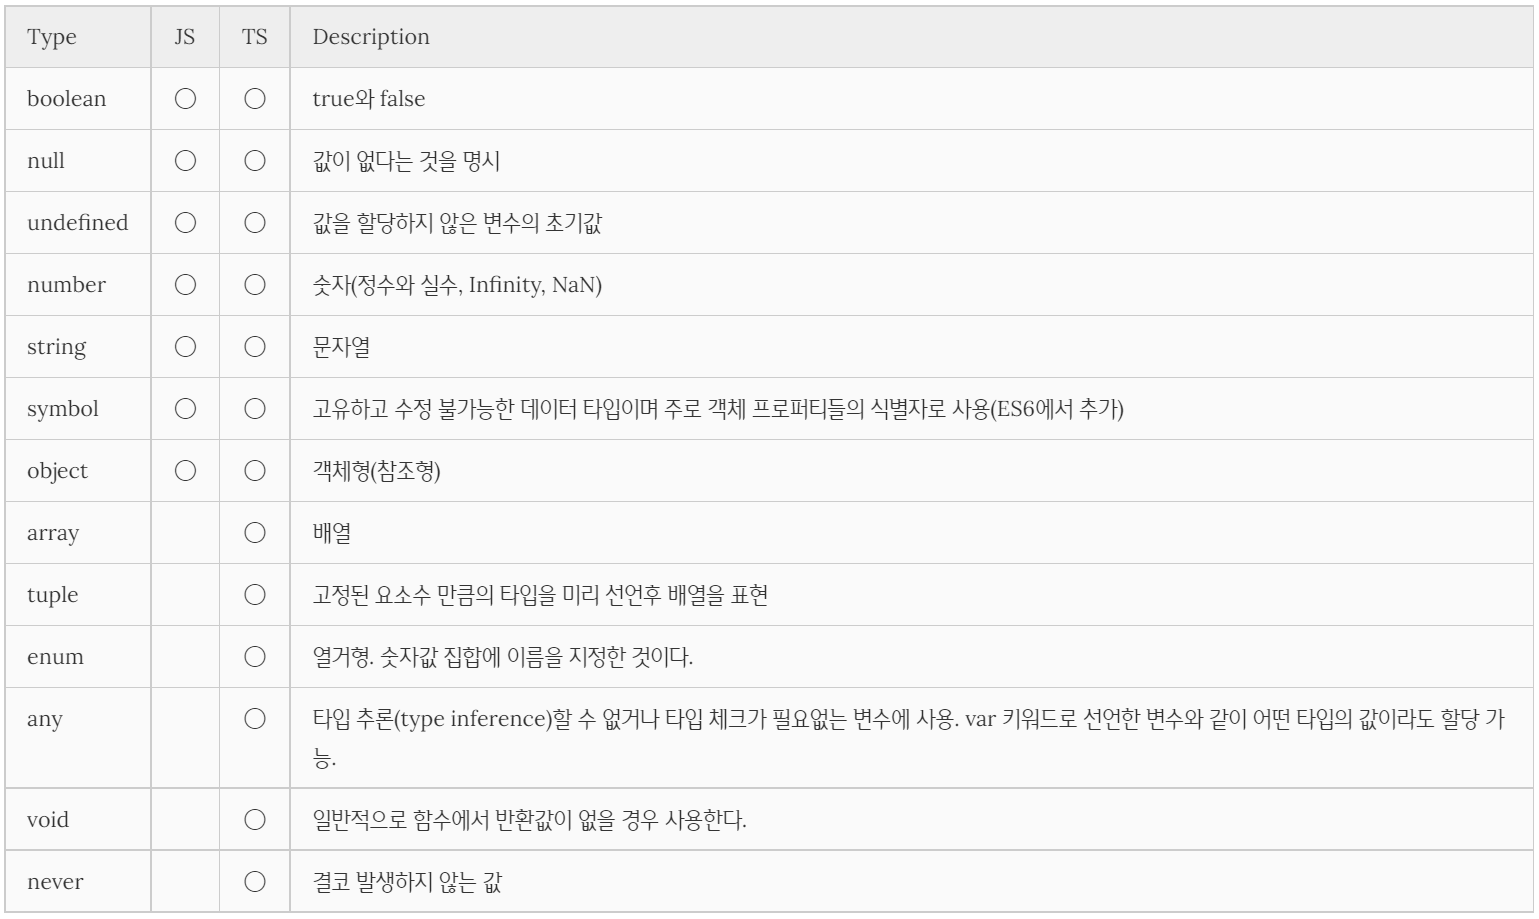 Type JS TS Description
boolean ◯ ◯ true와 false
null ◯ ◯ 값이 없다는 것을 명시
undefined ◯ ◯ 값을 할당하지 않은 변수의 초기값
number ◯ ◯ 숫자(정수와 실수, Infinity, NaN)
string ◯ ◯ 문자열
symbol ◯ ◯ 고유하고 수정 불가능한 데이터 타입이며 주로 객체 프로퍼티들의 식별자로 사용(ES6에서 추가)
object ◯ ◯ 객체형(참조형)
array ◯ 배열
tuple ◯ 고정된 요소수 만큼의 타입을 미리 선언후 배열을 표현
enum ◯ 열거형. 숫자값 집합에 이름을 지정한 것이다.
any ◯ 타입 추론(type inference)할 수 없거나 타입 체크가 필요없는 변수에 사용. var 키워드로 선언한 변수와 같이 어떤 타입의 값이라도 할당 가
능.
void ◯ 일반적으로 함수에서 반환값이 없을 경우 사용한다.
never ◯ 결코 발생하지 않는 값